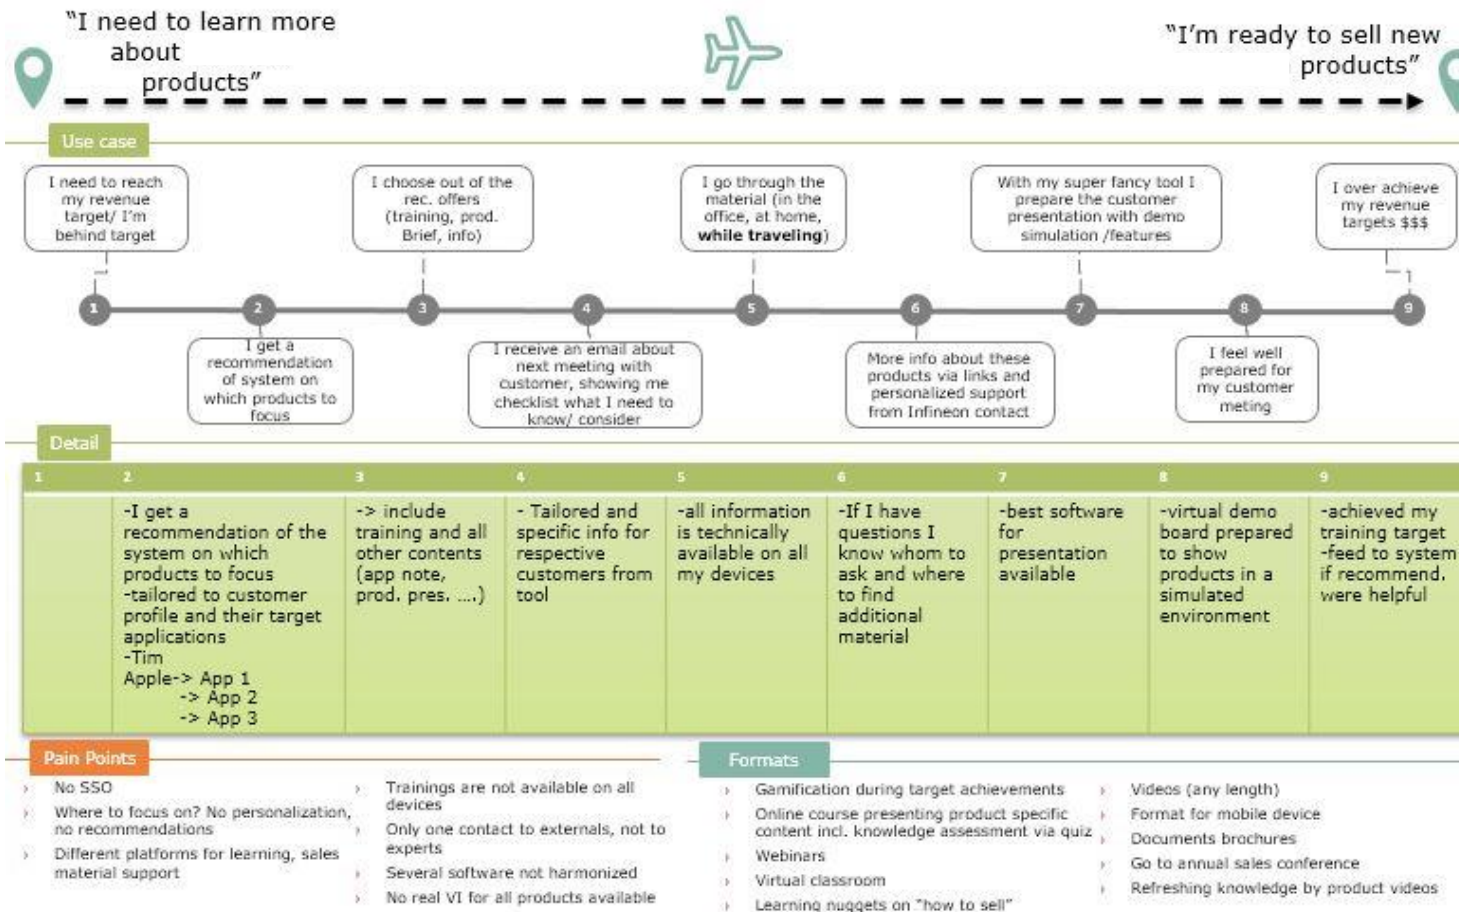 “I need to learn more
about
products”
“I’m ready to sell new
products”
Use case
I need to reach
my revenue
target/ I’m
behind target
I choose out of the
rec. offers
(training, prod.
Brief, info)
I go through the
material (in the
office, at home,
while traveling)
With my super fancy tool I
prepare the customer
presentation with demo
simulation /features
I over achieve
my revenue
targets $$$
1
2
3
4
5
6
7
8
9
I get a
recommendation
of system on
which products to
focus
I receive an email about
next meeting with
customer, showing me
checklist what I need to
know/ consider
More info about these
products via links and
personalized support
from Infineon contact
I feel well
prepared for
my customer
meting
Detail
1
2
3
4
5
6
7
8
9
-I get a
recommendation of the
system on which
products to focus
-tailored to customer
profile and their target
applications
-Tim
Apple-> App 1
-> App 2
-> App 3
-> include
training and all
other contents
(app note,
prod. pres. ....)
- Tailored and
specific info for
respective
customers from
tool
-all information
is technically
available on all
my devices
-If I have
questions I
know whom to
ask and where
to find
additional
material
-best software
for
presentation
available
-virtual demo
board prepared
to show
products in a
simulated
environment
-achieved my
training target
-feed to system
if recommend.
were helpful
Pain Points
No SSO
Where to focus on? No personalization,
no recommendations
Different platforms for learning, sales
material support
Trainings are not available on all
devices
Only one contact to externals, not to
experts
Several software not harmonized
No real VI for all products available
Formats
Gamification during target achievements
Online course presenting product specific
content incl. knowledge assessment via quiz
Webinars
Virtual classroom
Learning nuggets on “how to sell”
Videos (any length)
Format for mobile device
Documents brochures
Go to annual sales conference
Refreshing knowledge by product videos